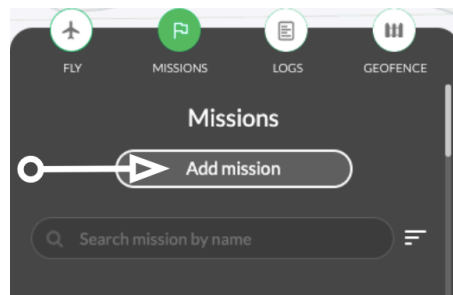 FLY MISSIONS LOGS GEOFENCE
Missions
Add mission
Search mission by name